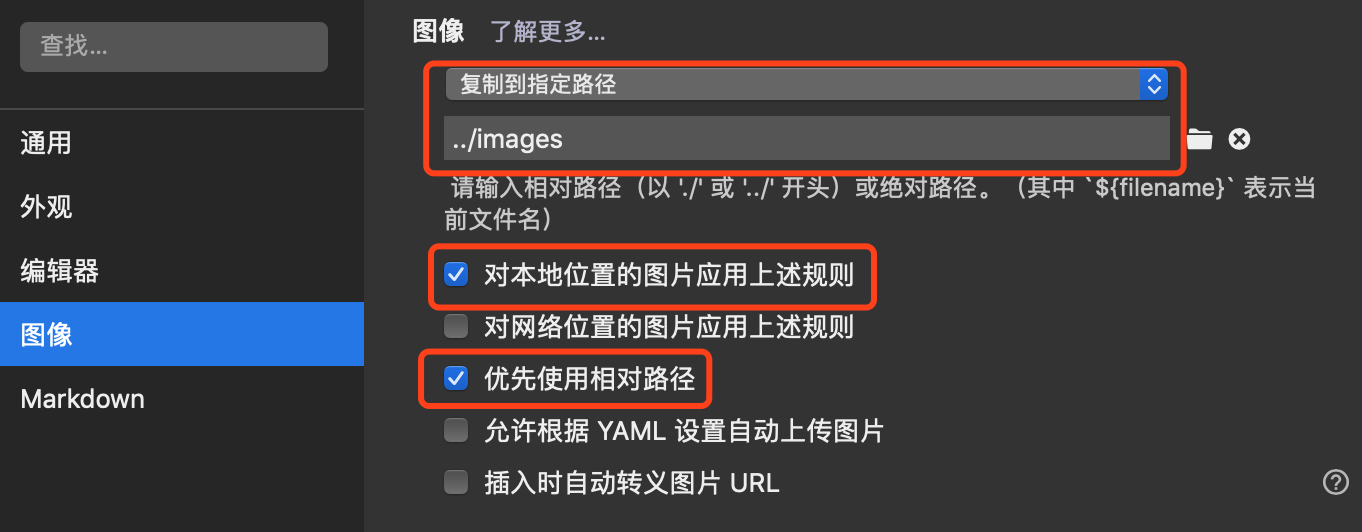 查找...
通用
外观
编辑器
图像
Markdown
图像 了解更多...
复制到指定路径
../images
请输入相对路径（以 './' 或 '../' 开头）或绝对路径。（其中 `${filename}` 表示当
前文件名）
对本地位置的图片应用上述规则
对网络位置的图片应用上述规则
优先使用相对路径
允许根据 YAML 设置自动上传图片
插入时自动转义图片 URL